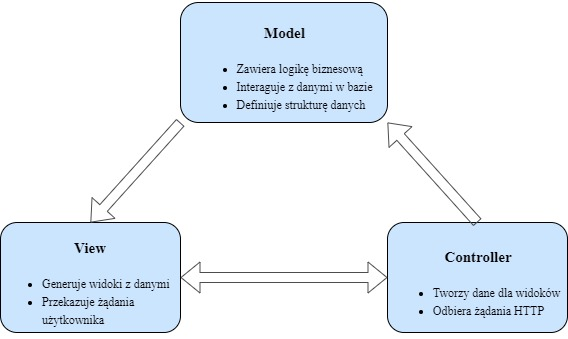 Model
Zawiera logikę biznesową
Interaguje z danymi w bazie
Definiuje strukturę danych
View
Generuje widoki z danymi
Przekazuje żądania
użytkownika
Controller
Tworzy dane dla widoków
Odbiera żądania HTTP